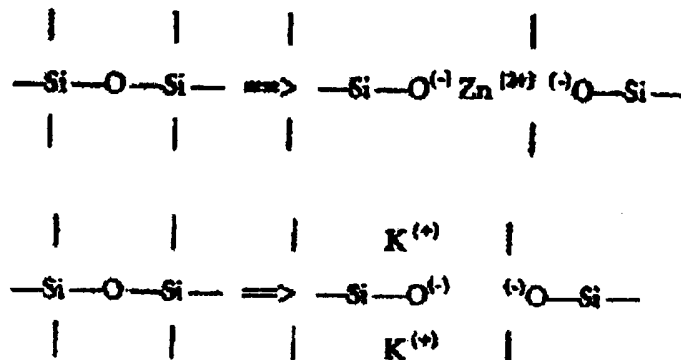 Si—O—Si ==> Si—O(-) Zn(2+) (-)O—Si
K(+)
Si—O—Si ==> Si—O(-) (-)O—Si
K(+)